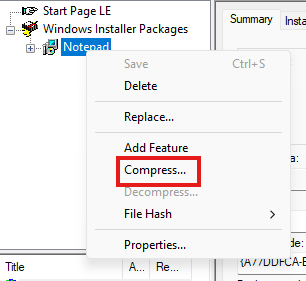 Start Page LE
Windows Installer Packages
Notepad
Save Ctrl+S
Delete
Replace...
Add Feature
Compress...
Decompress...
File Hash
Properties...
Summary
a:
de:
{A77DDFCA-
Title A... Re...